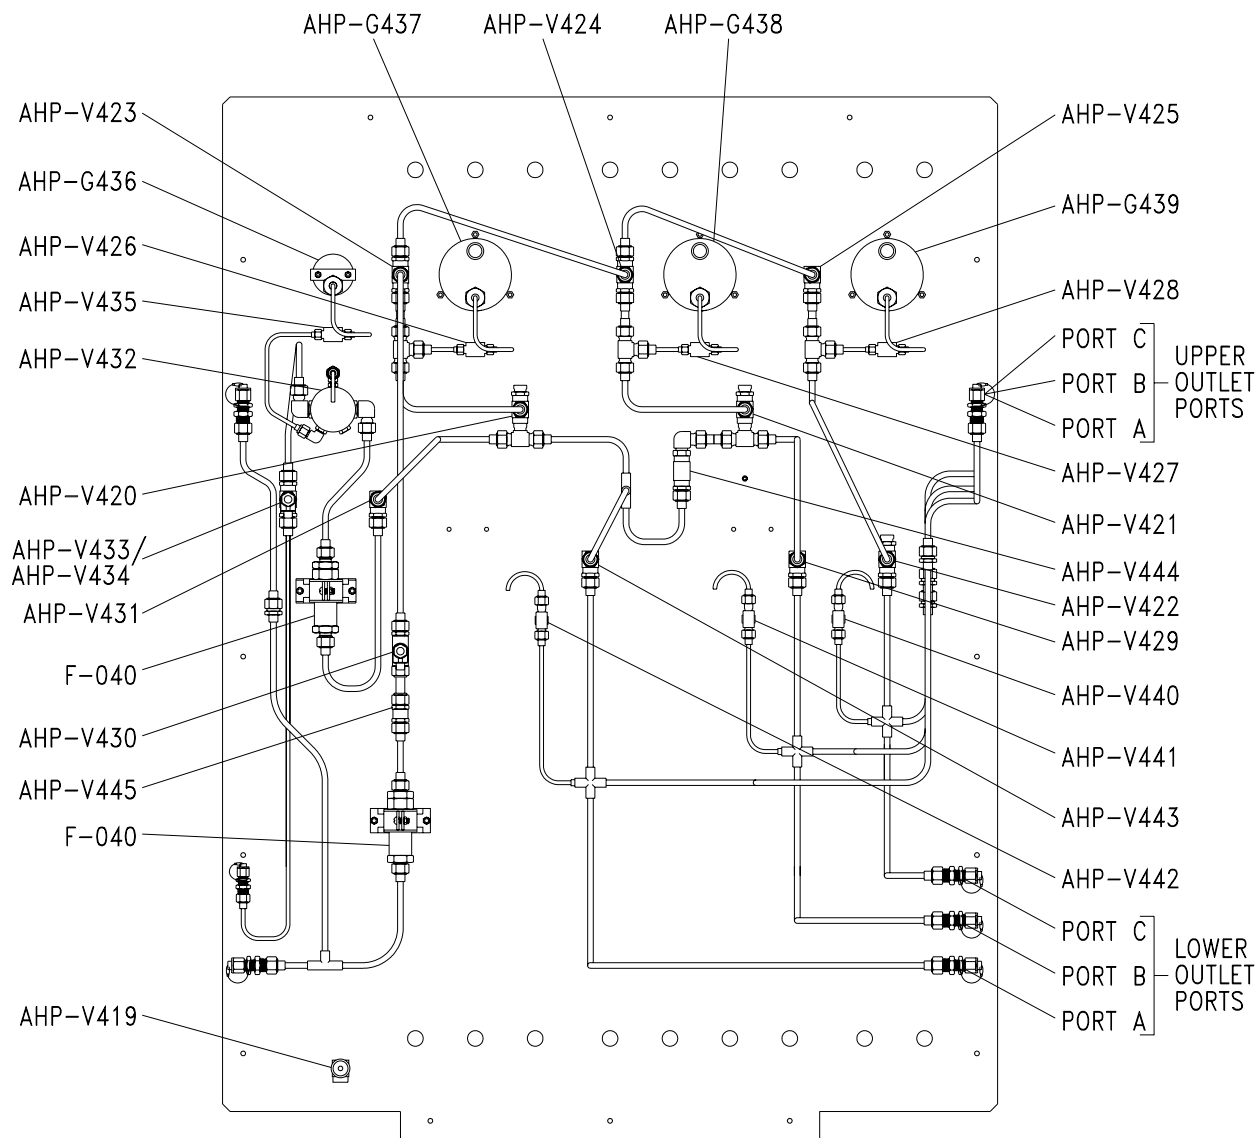 AHP-G437
AHP-V424
AHP-G438
AHP-V423
AHP-G436
AHP-V426
AHP-V435
AHP-V432
AHP-V420
AHP-V433/
AHP-V434
AHP-V431
F-040
AHP-V430
AHP-V445
F-040
AHP-V419
AHP-V425
AHP-G439
AHP-V428
PORT C
PORT B
PORT A
UPPER
OUTLET
PORTS
AHP-V427
AHP-V421
AHP-V444
AHP-V422
AHP-V429
AHP-V440
AHP-V441
AHP-V443
AHP-V442
PORT C
PORT B
PORT A
LOWER
OUTLET
PORTS